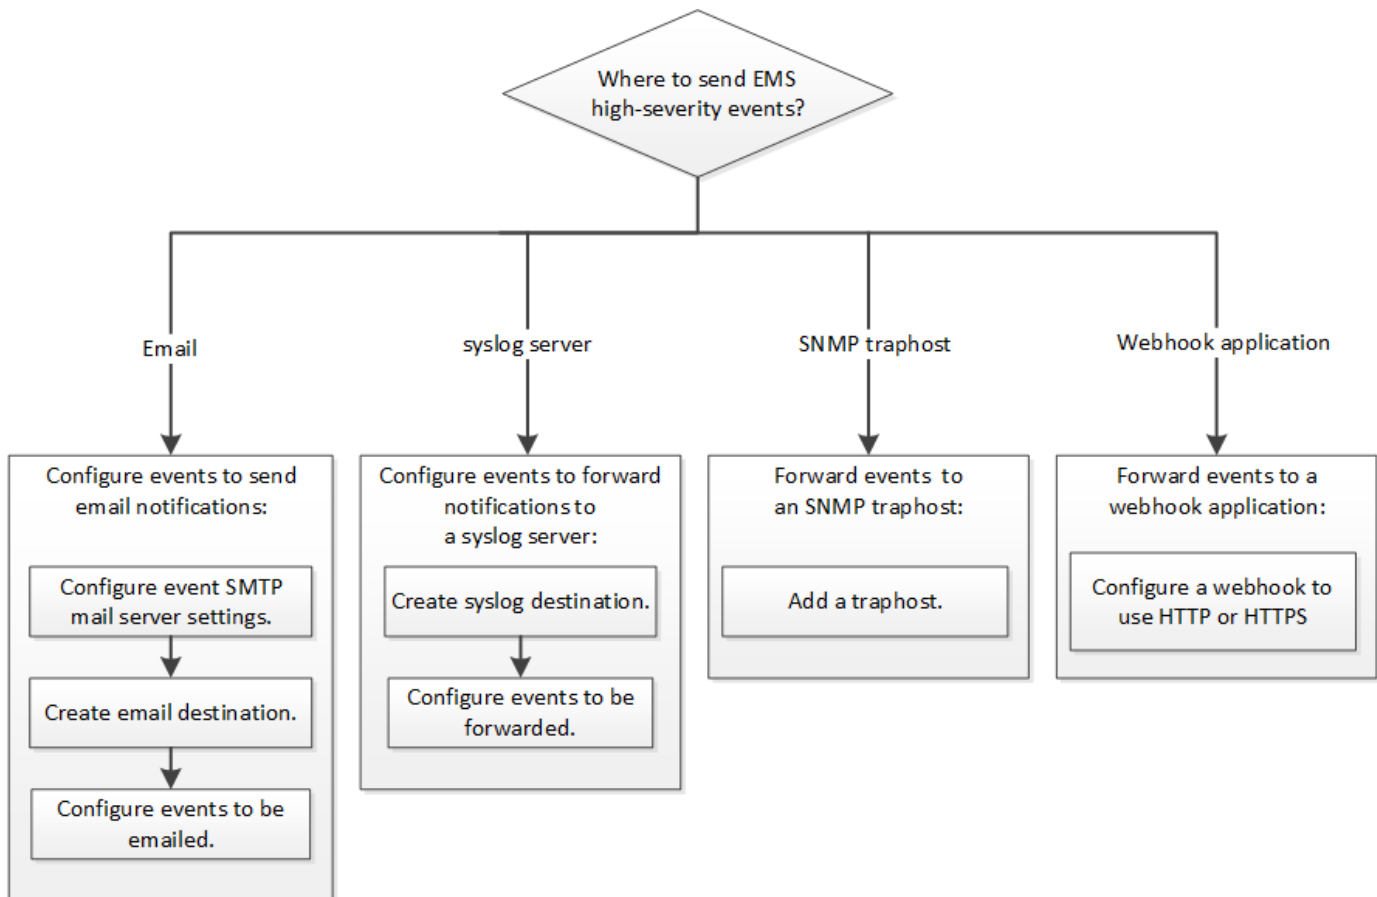 Where to send EMS
high-severity events?
Email
syslog server
SNMP traphost
Webhook application
Configure events to send
email notifications:
Configure event SMTP
mail server settings.
Create email destination.
Configure events to be
emailed.
Configure events to forward
notifications to
a syslog server:
Create syslog destination.
Configure events to be
forwarded.
Forward events to
an SNMP traphost:
Add a traphost.
Forward events to a
webhook application:
Configure a webhook to
use HTTP or HTTPS